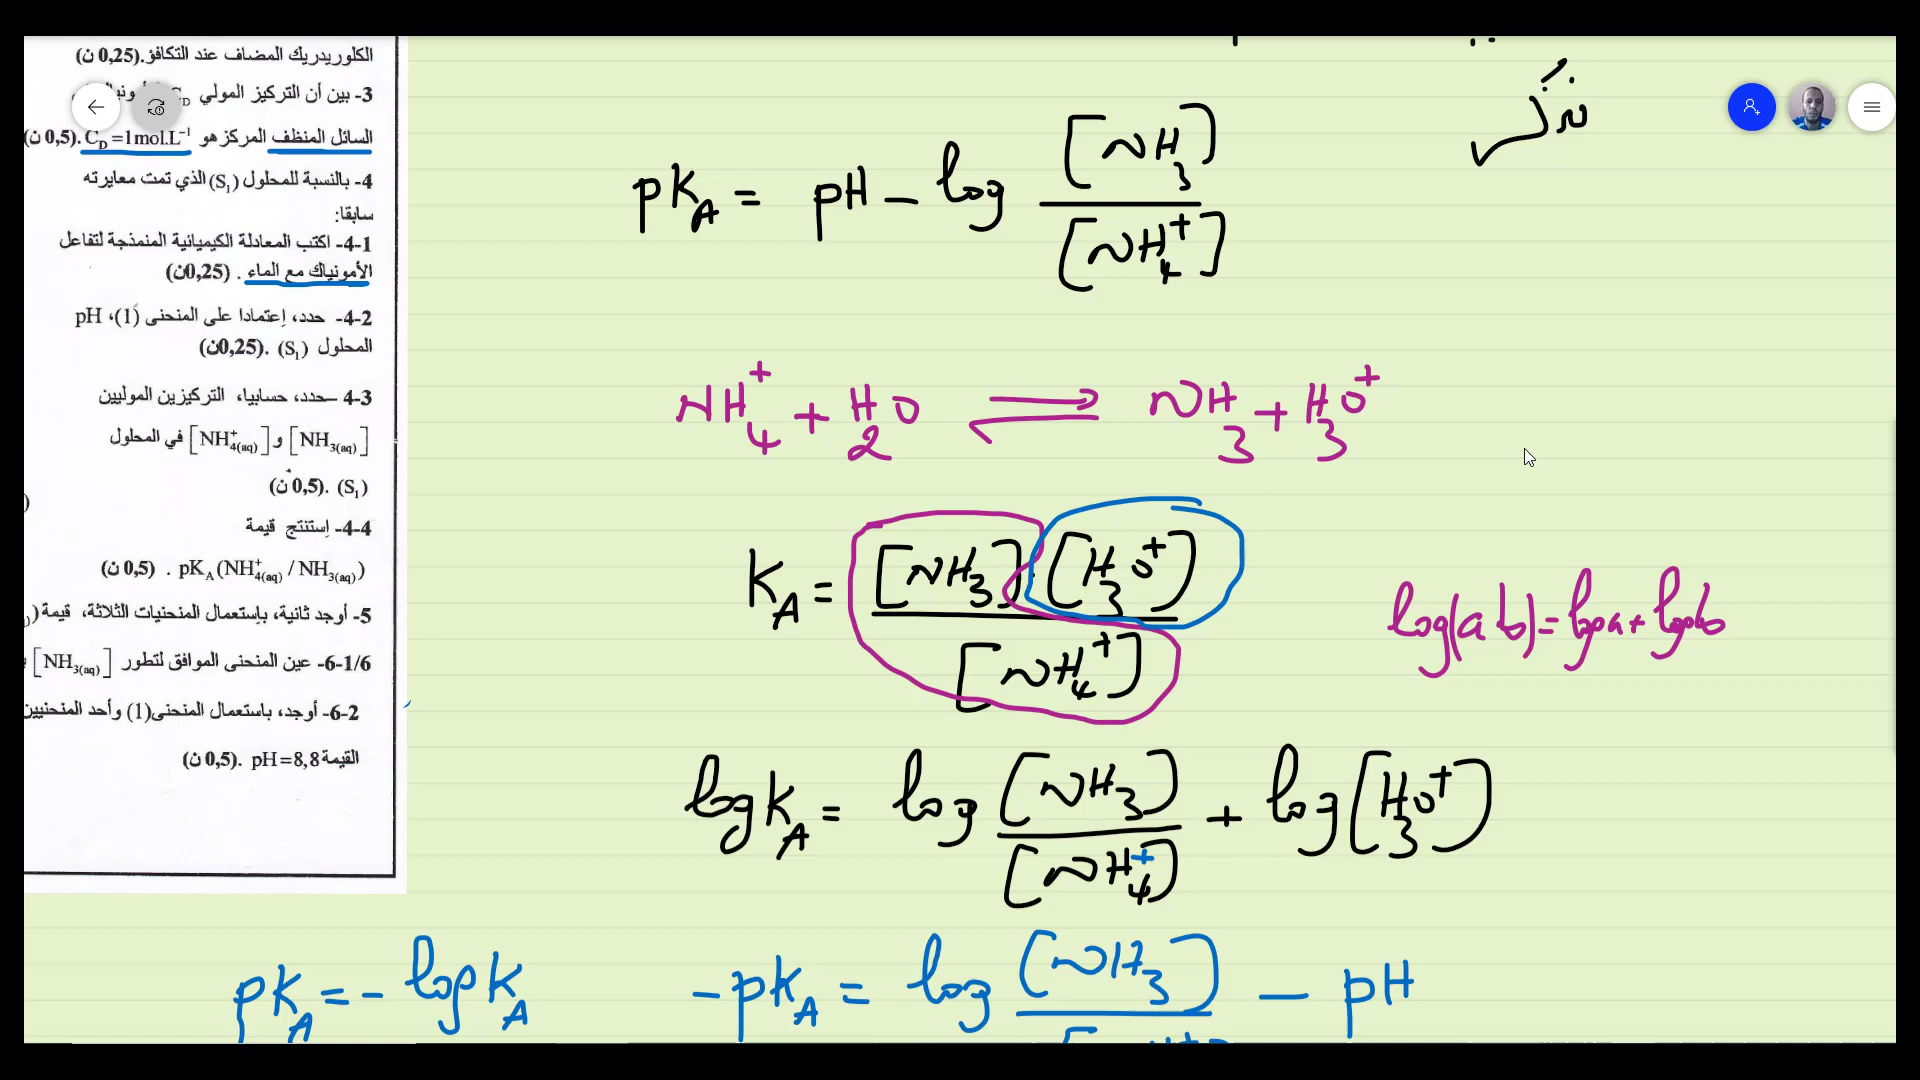 الكلوريدريك المضاف عند التكافؤ.(0,25 ن)
3- بين أن التركيز المولي
السائل المنظف المركز هو C_D=1mol.L⁻¹.(0,5 ن)
4- بالنسبة للمحلول (S₁) الذي تمت معايرته
سابقا:
4-1- اكتب المعادلة الكيميائية المنمذجة لتفاعل
الأمونياك مع الماء . (0,25ن)
4-2- حدد، إعتمادا على المنحنى (1)، pH
المحلول (S₁) .(0,25ن)
4-3 –حدد، حسابيا، التركيزين الموليين
[NH₃₍aq₎] و [NH₄⁺₍aq₎] في المحلول
(S₁) .(0,5 ن)
4-4- إستنتج قيمة
pK_A(NH₄⁺₍aq₎ / NH₃₍aq₎) . (0,5 ن)
5- أوجد ثانية، بإستعمال المنحنيات الثلاثة، قيمة
6-1/6- عين المنحنى الموافق لتطور [NH₃₍aq₎]
6-2- أوجد، باستعمال المنحنى(1) وأحد المنحنيين
القيمة pH=8,8 .(0,5 ن)
pK_A = pH – log [NH₃]/[NH₄⁺]
NH₄⁺ + H₂O ⇌ NH₃ + H₃O⁺
K_A = [NH₃].[H₃O⁺]/[NH₄⁺]
log(ab)= loga + logb
logK_A = log [NH₃]/[NH₄⁺] + log[H₃O⁺]
pK_A = - logK_A
- pK_A = log [NH₃] – pH